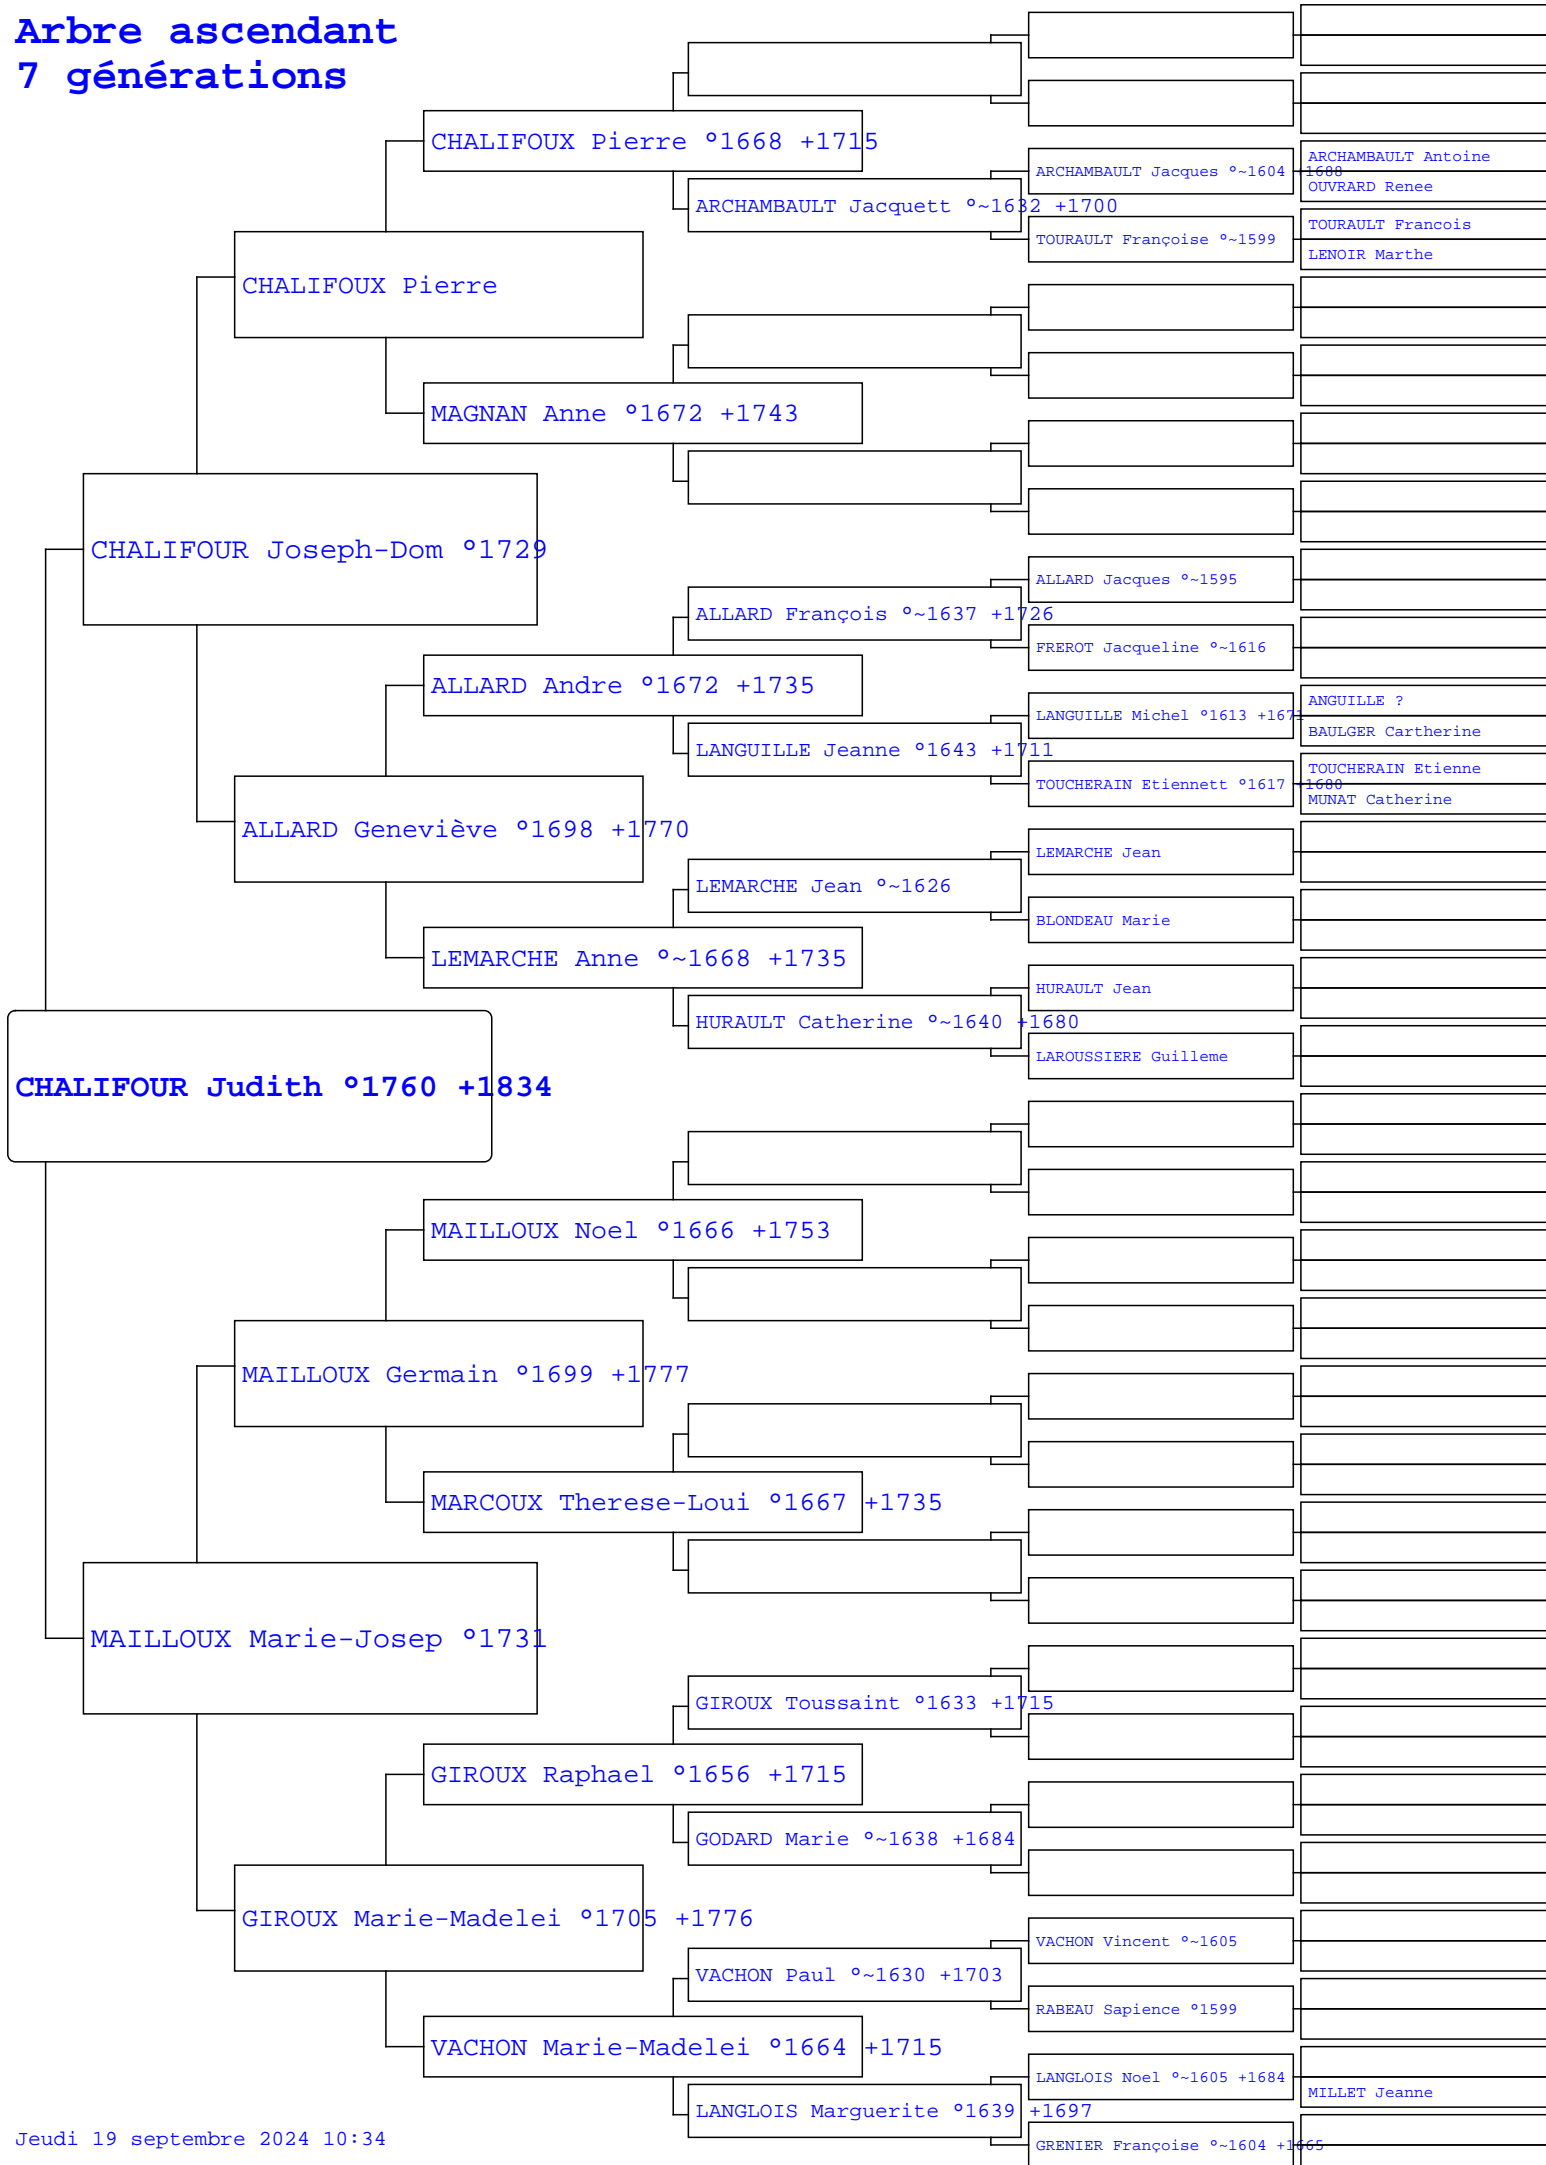 Arbre ascendant
7 générations
CHALIFOUX Pierre °1668 +1715
ARCHAMBAULT Jacques °~1604 +1688
ARCHAMBAULT Antoine
OUVRARD Renee
ARCHAMBAULT Jacquett °~1632 +1700
TOURAULT Françoise °~1599
TOURAULT Francois
LENOIR Marthe
CHALIFOUX Pierre
MAGNAN Anne °1672 +1743
CHALIFOUR Joseph-Dom °1729
ALLARD Jacques °~1595
ALLARD François °~1637 +1726
FREROT Jacqueline °~1616
ALLARD Andre °1672 +1735
LANGUILLE Michel °1613 +1671
ANGUILLE ?
BAULGER Cartherine
LANGUILLE Jeanne °1643 +1711
TOUCHERAIN Etiennett °1617 +1680
TOUCHERAIN Etienne
MUNAT Catherine
ALLARD Geneviève °1698 +1770
LEMARCHE Jean
LEMARCHE Jean °~1626
BLONDEAU Marie
LEMARCHE Anne °~1668 +1735
HURAULT Jean
HURAULT Catherine °~1640 +1680
LAROUSSIERE Guilleme
CHALIFOUR Judith °1760 +1834
MAILLOUX Noel °1666 +1753
MAILLOUX Germain °1699 +1777
MARCOUX Therese-Loui °1667 +1735
MAILLOUX Marie-Josep °1731
GIROUX Toussaint °1633 +1715
GIROUX Raphael °1656 +1715
GODARD Marie °~1638 +1684
GIROUX Marie-Madelei °1705 +1776
VACHON Vincent °~1605
VACHON Paul °~1630 +1703
RABEAU Sapience °1599
VACHON Marie-Madelei °1664 +1715
LANGLOIS Noel °~1605 +1684
MILLET Jeanne
LANGLOIS Marguerite °1639 +1697
GRENIER Françoise °~1604 +1665
Jeudi 19 septembre 2024 10:34